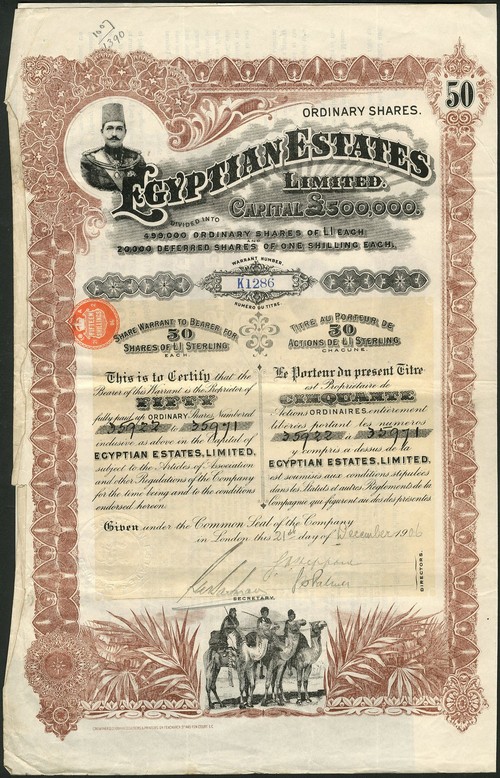 1007
1390
50
ORDINARY SHARES.
EGYPTIAN ESTATES
LIMITED.
CAPITAL £500,000.
DIVIDED INTO
499,000 ORDINARY SHARES OF £1 EACH
AND
20,000 DEFERRED SHARES OF ONE SHILLING EACH.
WARRANT NUMBER.
K1286
NUMÉRO DU TITRE
SHARE WARRANT TO BEARER FOR
50
SHARES OF £1 STERLING
EACH.
This is to Certify that the
Bearer of this Warrant is the Proprietor of
FIFTY
fully paid up ORDINARY Shares Numbered
35922 to 35971
inclusive as above in the Capital of
EGYPTIAN ESTATES, LIMITED,
subject to the Articles of Association
and other Regulations of the Company
for the time being and to the conditions
endorsed hereon.
TITRE AU PORTEUR DE
50
ACTIONS DE £1 STERLING
CHACUNE.
Le Porteur du présent Titre
est Propriétaire de
CINQUANTE
Actions ORDINAIRES entièrement
libérées portant les numéros
35922 à 35971
y compris a dessus de la
EGYPTIAN ESTATES, LIMITED,
est soumises aux conditions stipulées
dans les Statuts et autres Règlements de la
Compagnie qui figurent au dos des présentes
Given under the Common Seal of the Company
in London this 21st day of December 1906
SECRETARY.
DIRECTORS.